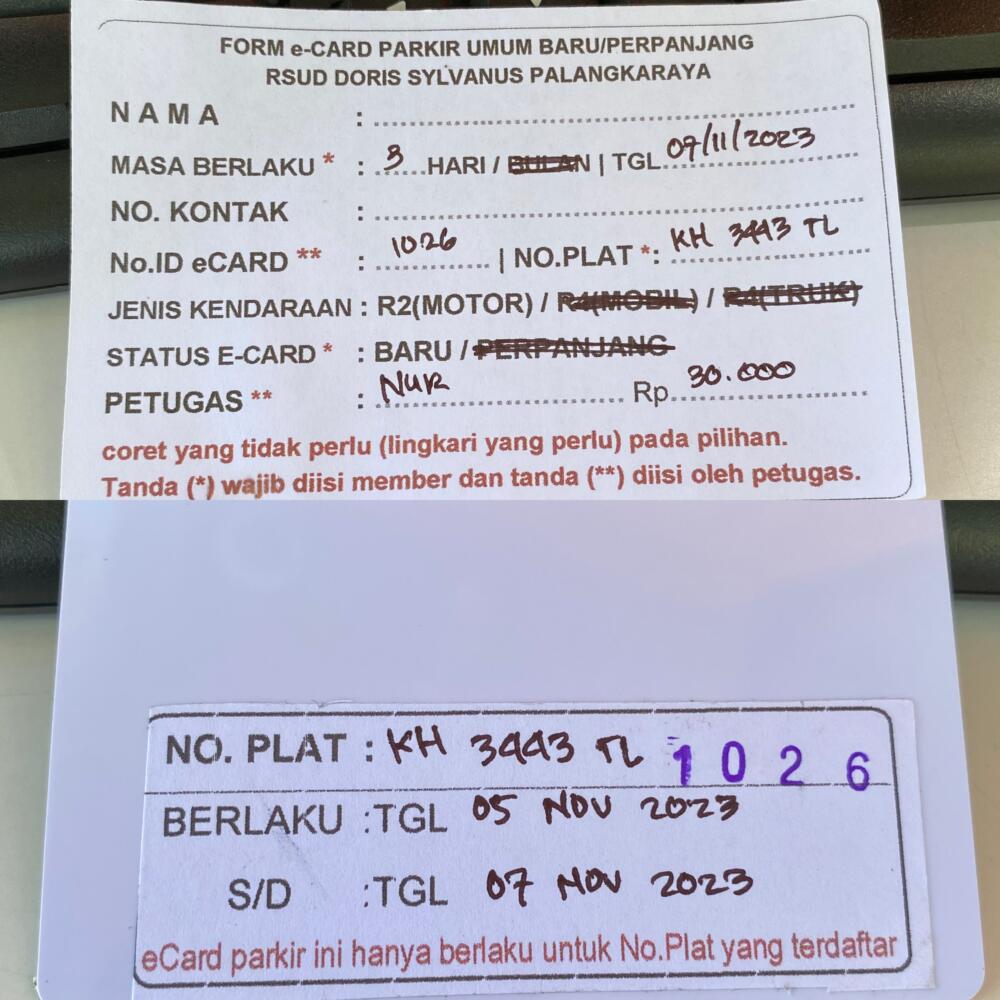 FORM e-CARD PARKIR UMUM BARU/PERPANJANG
RSUD DORIS SYLVANUS PALANGKARAYA
NAMA :
MASA BERLAKU * : 3 HARI / BULAN | TGL 07/11/2023
NO. KONTAK :
No.ID eCARD ** : 1026 | NO.PLAT *: KH 3443 TL
JENIS KENDARAAN : R2(MOTOR) / R4(MOBIL) / R4(TRUK)
STATUS E-CARD * : BARU / PERPANJANG
PETUGAS ** : NUR Rp 30.000
coret yang tidak perlu (lingkari yang perlu) pada pilihan.
Tanda (*) wajib diisi member dan tanda (**) diisi oleh petugas.
NO. PLAT : KH 3443 TL 1026
BERLAKU :TGL 05 NOV 2023
S/D :TGL 07 NOV 2023
eCard parkir ini hanya berlaku untuk No.Plat yang terdaftar